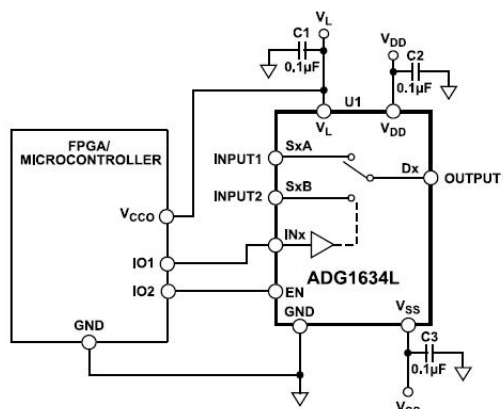 VL
C1
0.1µF
VDD
C2
0.1µF
U1
VL
VDD
FPGA/
MICROCONTROLLER
INPUT1
SxA
Dx
OUTPUT
INPUT2
SxB
VCCO
INx
IO1
ADG1634L
IO2
EN
GND
VSS
GND
C3
0.1µF
VSS